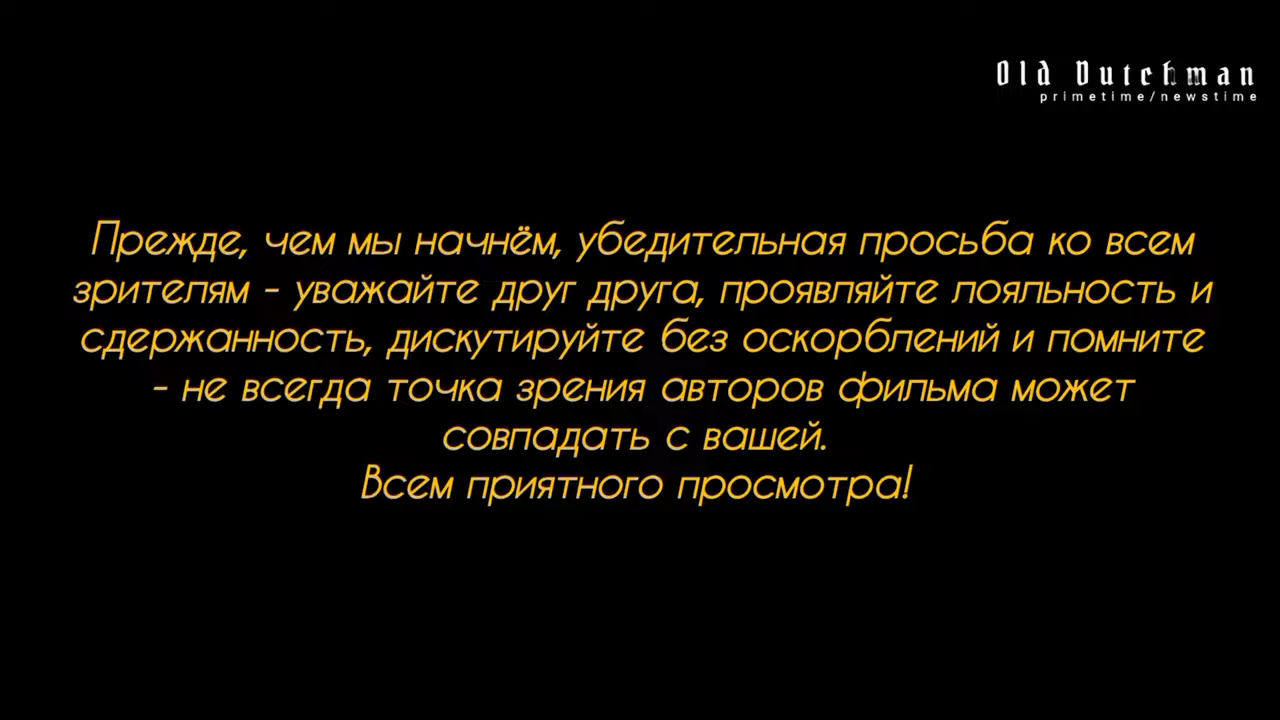 Old Dutchman
primetime/newstime
Прежде, чем мы начнём, убедительная просьба ко всем
зрителям - уважайте друг друга, проявляйте лояльность и
сдержанность, дискутируйте без оскорблений и помните
- не всегда точка зрения авторов фильма может
совпадать с вашей.
Всем приятного просмотра!